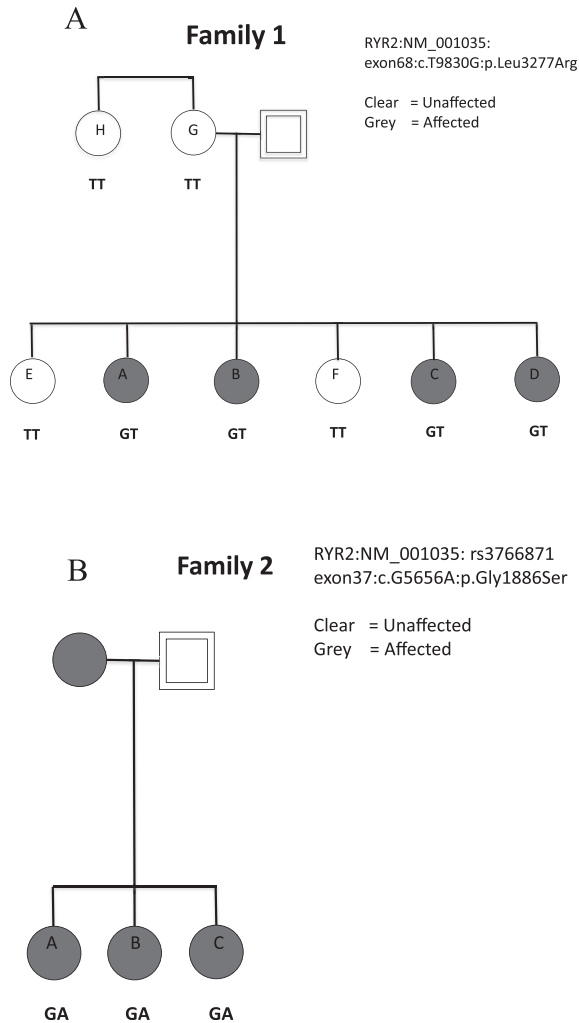 A
Family 1
RYR2:NM_001035:
exon68:c.T9830G:p.Leu3277Arg
Clear = Unaffected
Grey = Affected
H G
TT TT
E A B F C D
TT GT GT TT GT GT
B
Family 2
RYR2:NM_001035: rs3766871
exon37:c.G5656A:p.Gly1886Ser
Clear = Unaffected
Grey = Affected
A B C
GA GA GA